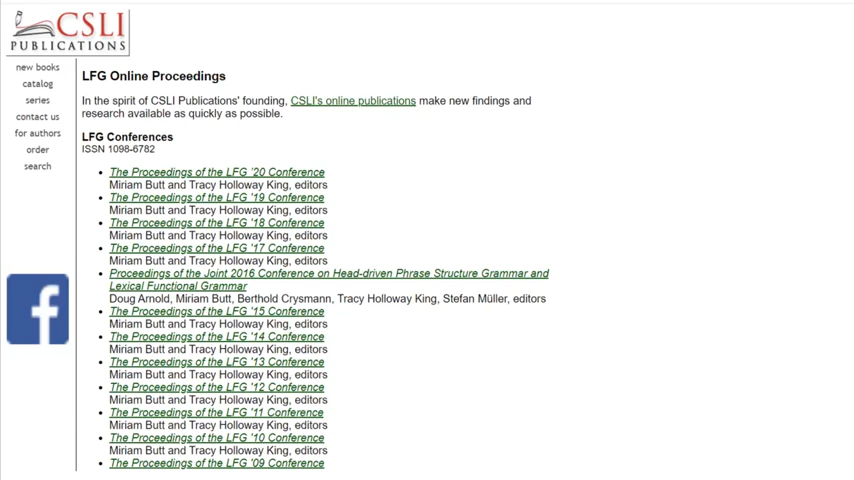 CSLI
PUBLICATIONS
new books
catalog
series
contact us
for authors
order
search
LFG Online Proceedings
In the spirit of CSLI Publications' founding, CSLI's online publications make new findings and
research available as quickly as possible.
LFG Conferences
ISSN 1098-6782
• The Proceedings of the LFG '20 Conference
Miriam Butt and Tracy Holloway King, editors
• The Proceedings of the LFG '19 Conference
Miriam Butt and Tracy Holloway King, editors
• The Proceedings of the LFG '18 Conference
Miriam Butt and Tracy Holloway King, editors
• The Proceedings of the LFG '17 Conference
Miriam Butt and Tracy Holloway King, editors
• Proceedings of the Joint 2016 Conference on Head-driven Phrase Structure Grammar and
Lexical Functional Grammar
Doug Arnold, Miriam Butt, Berthold Crysmann, Tracy Holloway King, Stefan Müller, editors
• The Proceedings of the LFG '15 Conference
Miriam Butt and Tracy Holloway King, editors
• The Proceedings of the LFG '14 Conference
Miriam Butt and Tracy Holloway King, editors
• The Proceedings of the LFG '13 Conference
Miriam Butt and Tracy Holloway King, editors
• The Proceedings of the LFG '12 Conference
Miriam Butt and Tracy Holloway King, editors
• The Proceedings of the LFG '11 Conference
Miriam Butt and Tracy Holloway King, editors
• The Proceedings of the LFG '10 Conference
Miriam Butt and Tracy Holloway King, editors
• The Proceedings of the LFG '09 Conference